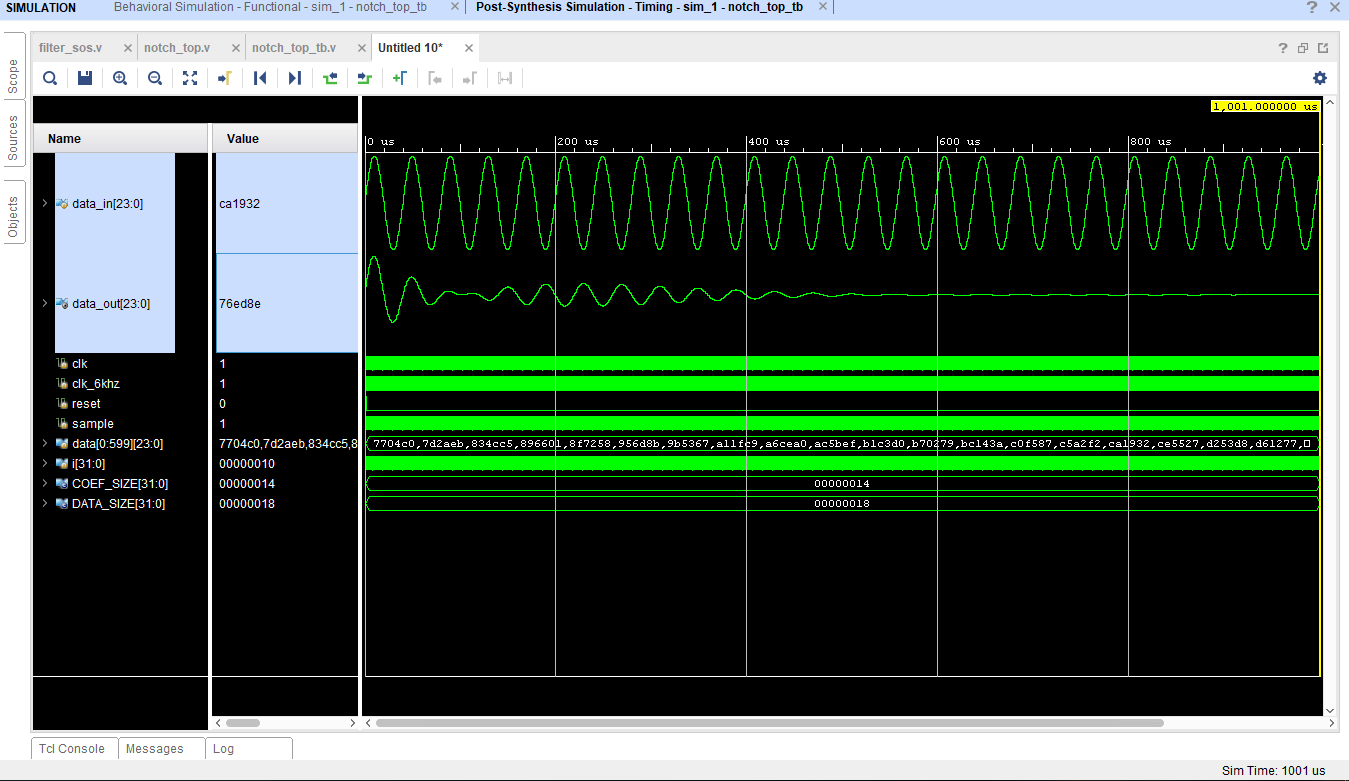 SIMULATION Behavioral Simulation - Functional - sim_1 - notch_top_tb Post-Synthesis Simulation - Timing - sim_1 - notch_top_tb
filter_sos.v notch_top.v notch_top_tb.v Untitled 10*
Scope
Sources
Objects
1,001.000000 us
Name Value
0 us 200 us 400 us 600 us 800 us
data_in[23:0] ca1932
data_out[23:0] 76ed8e
clk 1
clk_6khz 1
reset 0
sample 1
data[0:599][23:0] 7704c0,7d2aeb,834cc5,8 7704c0,7d2aeb,834cc5,896601,8f7258,956d8b,9b5367,a11fc9,a6cea0,ac5bef,b1c3d0,b70279,bc143a,c0f587,c5a2f2,ca1932,ce5527,d253d8,d61277,
i[31:0] 00000010
COEF_SIZE[31:0] 00000014 00000014
DATA_SIZE[31:0] 00000018 00000018
Tcl Console Messages Log
Sim Time: 1001 us